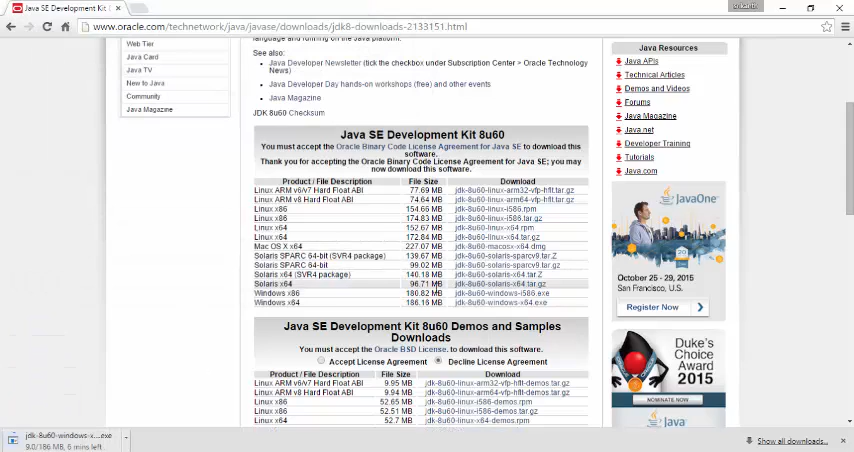 Java SE Development Kit 8
srikanth
www.oracle.com/technetwork/java/javase/downloads/jdk8-downloads-2133151.html
Web Tier
Java Card
Java TV
New to Java
Community
Java Magazine
language and running on the Java platform.
See also:
Java Developer Newsletter (tick the checkbox under Subscription Center > Oracle Technology
News)
Java Developer Day hands-on workshops (free) and other events
Java Magazine
JDK 8u60 Checksum
Java SE Development Kit 8u60
You must accept the Oracle Binary Code License Agreement for Java SE to download this
software.
Thank you for accepting the Oracle Binary Code License Agreement for Java SE; you may
now download this software.
Product / File Description File Size Download
Linux ARM v6/v7 Hard Float ABI 77.69 MB jdk-8u60-linux-arm32-vfp-hflt.tar.gz
Linux ARM v8 Hard Float ABI 74.64 MB jdk-8u60-linux-arm64-vfp-hflt.tar.gz
Linux x86 154.66 MB jdk-8u60-linux-i586.rpm
Linux x86 174.83 MB jdk-8u60-linux-i586.tar.gz
Linux x64 152.67 MB jdk-8u60-linux-x64.rpm
Linux x64 172.84 MB jdk-8u60-linux-x64.tar.gz
Mac OS X x64 227.07 MB jdk-8u60-macosx-x64.dmg
Solaris SPARC 64-bit (SVR4 package) 139.67 MB jdk-8u60-solaris-sparcv9.tar.Z
Solaris SPARC 64-bit 99.02 MB jdk-8u60-solaris-sparcv9.tar.gz
Solaris x64 (SVR4 package) 140.18 MB jdk-8u60-solaris-x64.tar.Z
Solaris x64 96.71 MB jdk-8u60-solaris-x64.tar.gz
Windows x86 180.82 MB jdk-8u60-windows-i586.exe
Windows x64 186.16 MB jdk-8u60-windows-x64.exe
Java SE Development Kit 8u60 Demos and Samples
Downloads
You must accept the Oracle BSD License. to download this software.
Accept License Agreement Decline License Agreement
Product / File Description File Size Download
Linux ARM v6/v7 Hard Float ABI 9.95 MB jdk-8u60-linux-arm32-vfp-hflt-demos.tar.gz
Linux ARM v8 Hard Float ABI 9.94 MB jdk-8u60-linux-arm64-vfp-hflt-demos.tar.gz
Linux x86 52.65 MB jdk-8u60-linux-i586-demos.rpm
Linux x86 52.51 MB jdk-8u60-linux-i586-demos.tar.gz
Linux x64 52.7 MB jdk-8u60-linux-x64-demos.rpm
Java Resources
Java APIs
Technical Articles
Demos and Videos
Forums
Java Magazine
Java.net
Developer Training
Tutorials
Java.com
JavaOne
October 25 - 29, 2015
San Francisco, U.S.
Register Now
Duke's
Choice
Award
2015
NOMINATE NOW
Java
jdk-8u60-windows-x....exe
9.0/186 MB, 6 mins left
Show all downloads...